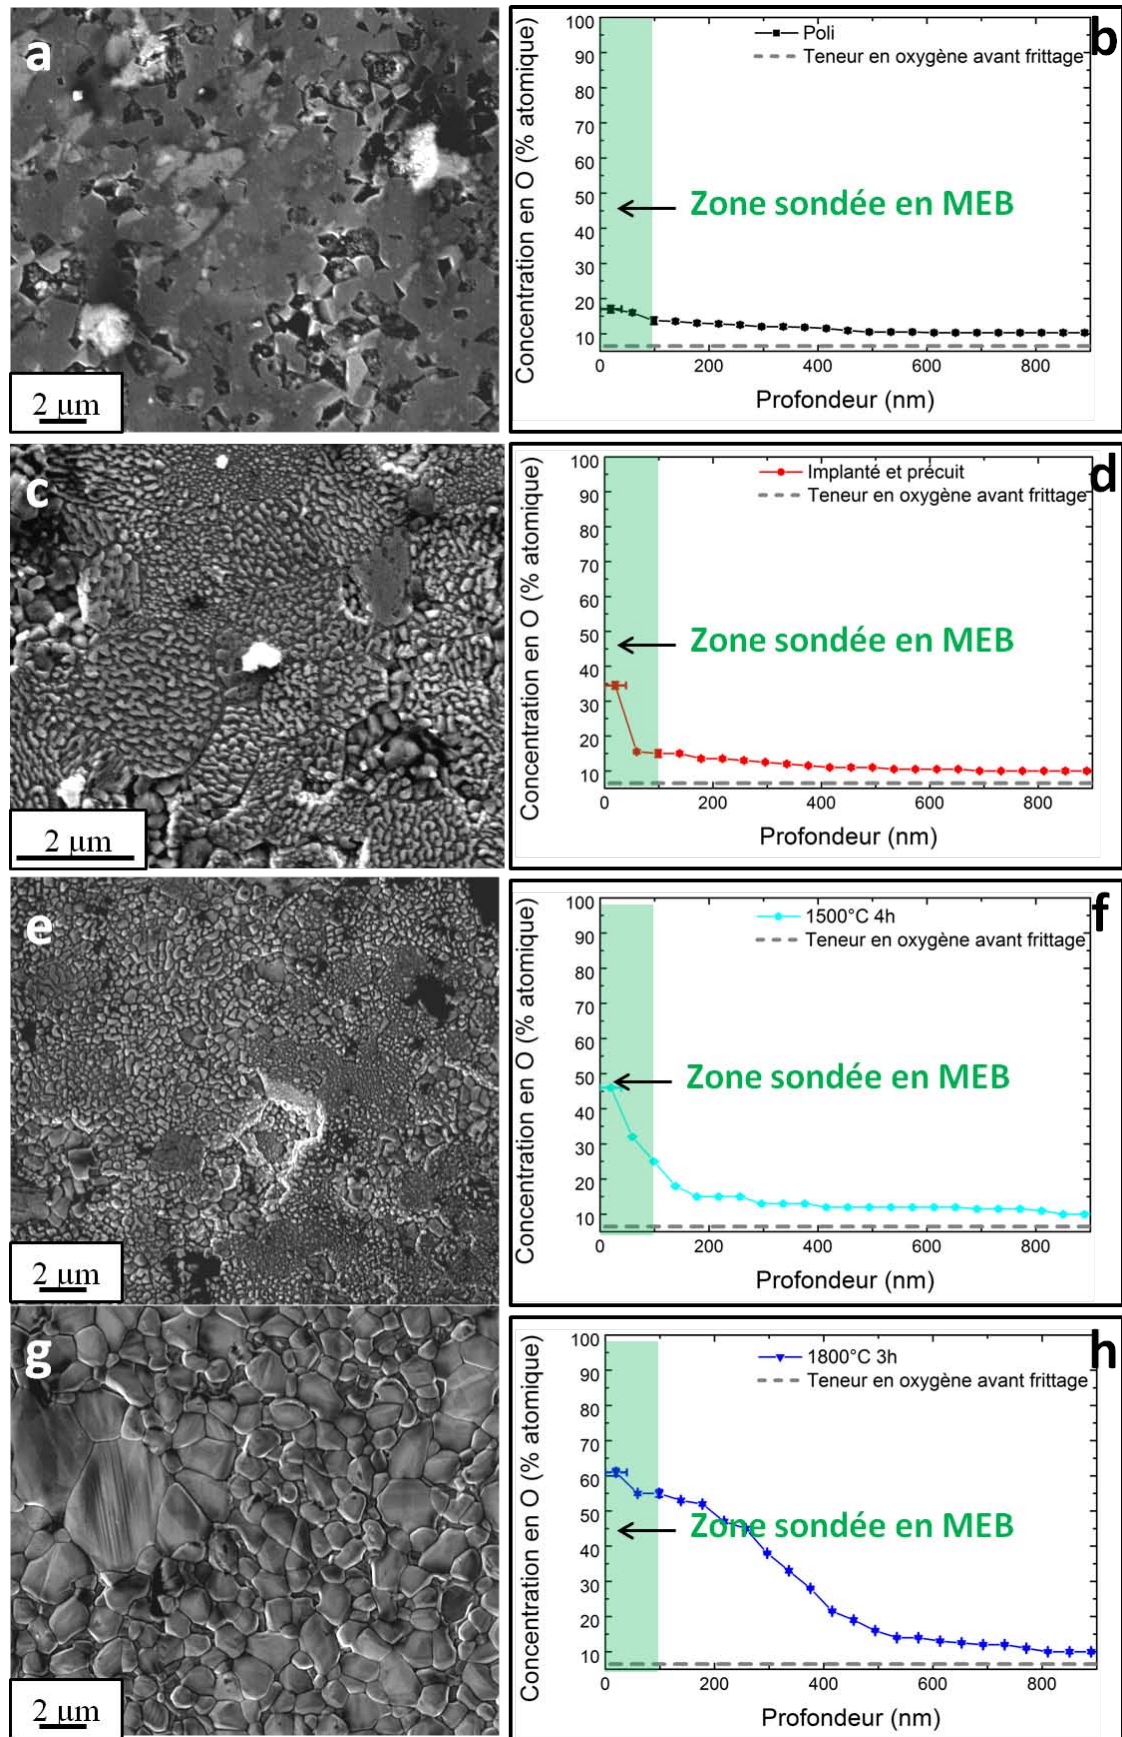 a
2 µm
b
Poli
Teneur en oxygène avant frittage
Zone sondée en MEB
Concentration en O (% atomique)
100
90
80
70
60
50
40
30
20
10
0 200 400 600 800
Profondeur (nm)
c
2 µm
d
Implanté et précuit
Teneur en oxygène avant frittage
Zone sondée en MEB
Concentration en O (% atomique)
100
90
80
70
60
50
40
30
20
10
0 200 400 600 800
Profondeur (nm)
e
2 µm
f
1500°C 4h
Teneur en oxygène avant frittage
Zone sondée en MEB
Concentration en O (% atomique)
100
90
80
70
60
50
40
30
20
10
0 200 400 600 800
Profondeur (nm)
g
2 µm
h
1800°C 3h
Teneur en oxygène avant frittage
Zone sondée en MEB
Concentration en O (% atomique)
100
90
80
70
60
50
40
30
20
10
0 200 400 600 800
Profondeur (nm)